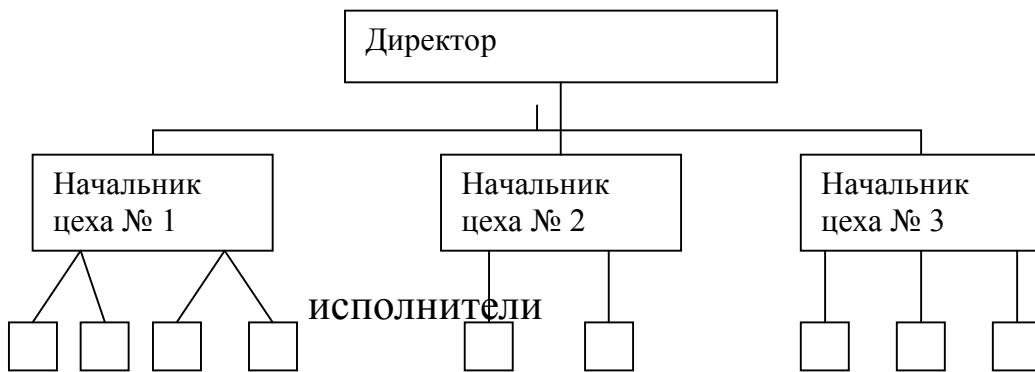 Директор
Начальник
цеха № 1
Начальник
цеха № 2
Начальник
цеха № 3
исполнители